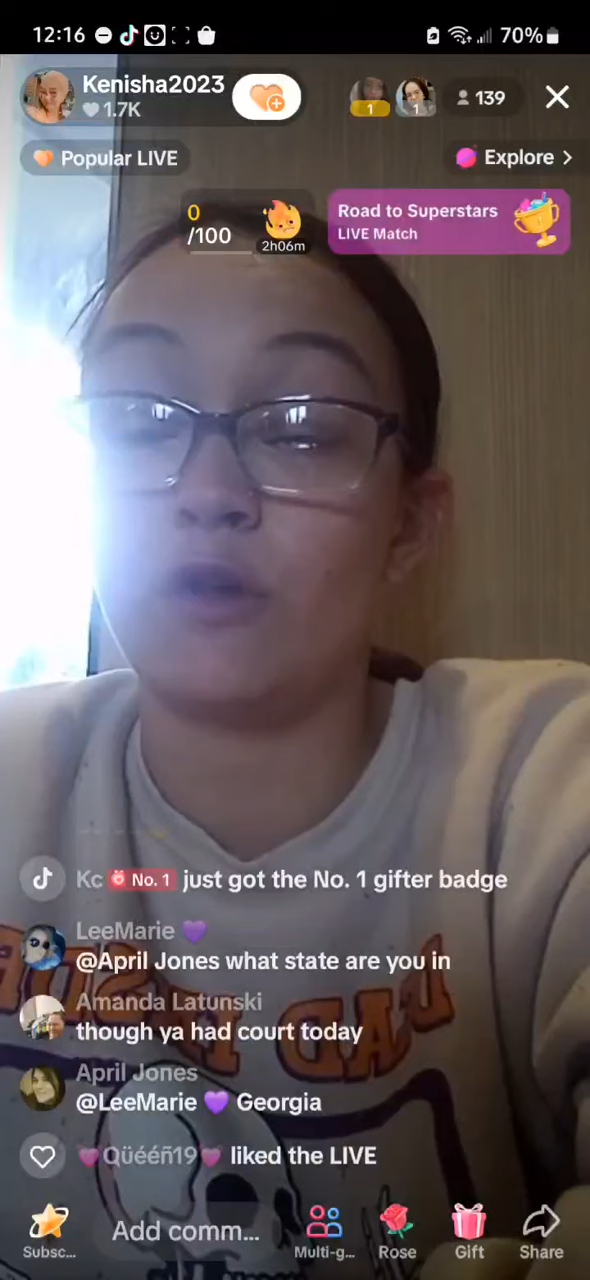 12:16
70%
Kenisha2023
1.7K
1
1
139
Popular LIVE
Explore >
0
/100
2h06m
Road to Superstars
LIVE Match
Kc No. 1 just got the No. 1 gifter badge
LeeMarie 💜
@April Jones what state are you in
Amanda Latunski
though ya had court today
April Jones
@LeeMarie 💜 Georgia
💗Qüééñ19💗 liked the LIVE
Add comm...
Subsc...
Multi-g...
Rose
Gift
Share